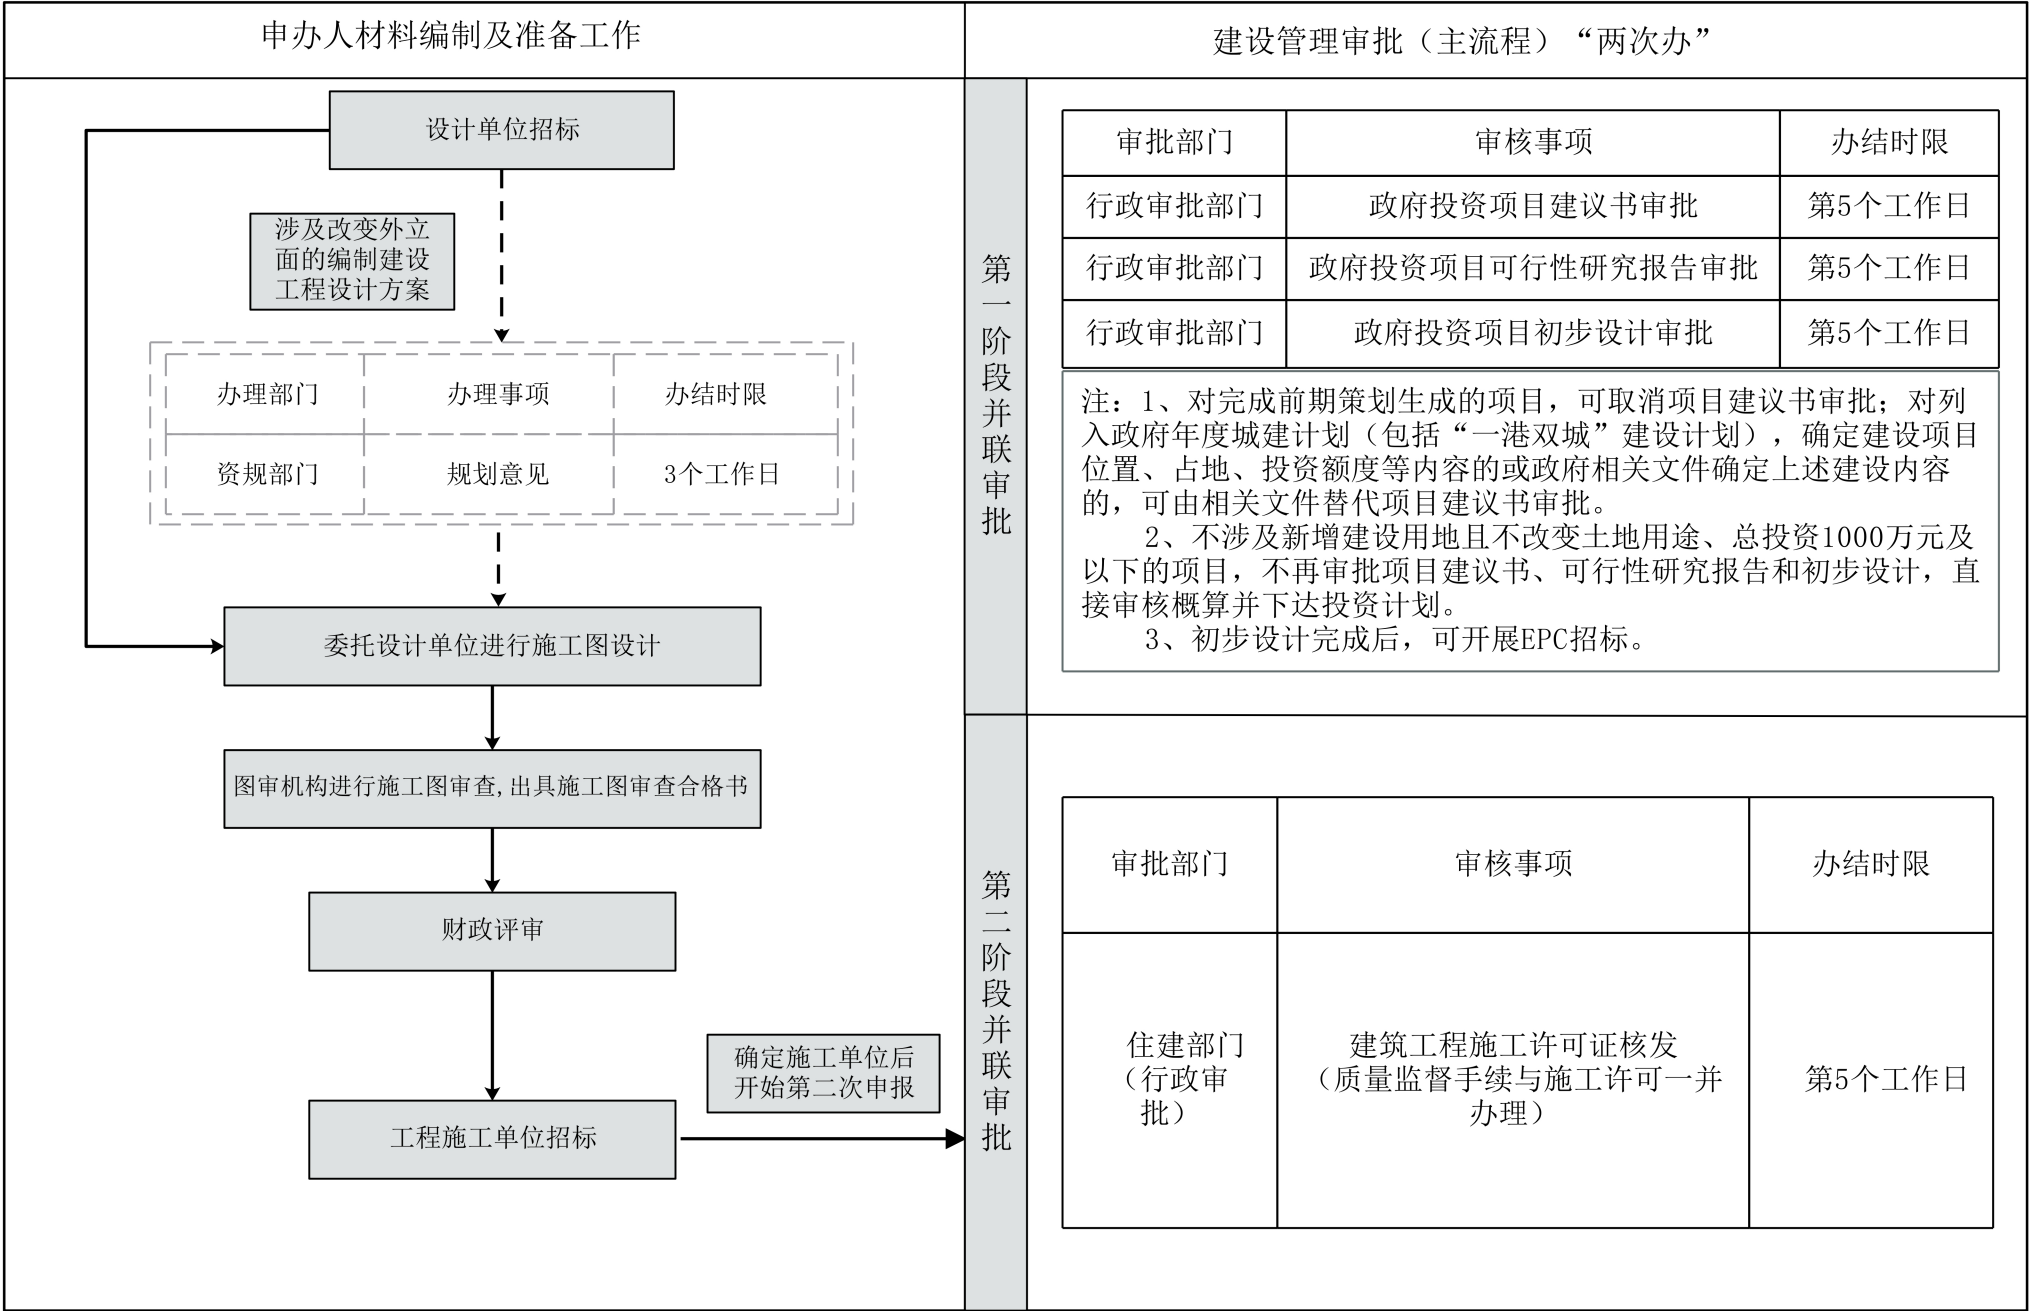 申办人材料编制及准备工作
建设管理审批（主流程）“两次办”
设计单位招标
涉及改变外立
面的编制建设
工程设计方案
办理部门 办理事项 办结时限
资规部门 规划意见 3个工作日
委托设计单位进行施工图设计
图审机构进行施工图审查,出具施工图审查合格书
财政评审
工程施工单位招标
确定施工单位后
开始第二次申报
第一阶段并联审批
审批部门 审核事项 办结时限
行政审批部门 政府投资项目建议书审批 第5个工作日
行政审批部门 政府投资项目可行性研究报告审批 第5个工作日
行政审批部门 政府投资项目初步设计审批 第5个工作日
注：1、对完成前期策划生成的项目，可取消项目建议书审批；对列
入政府年度城建计划（包括“一港双城”建设计划），确定建设项目
位置、占地、投资额度等内容的或政府相关文件确定上述建设内容
的，可由相关文件替代项目建议书审批。
2、不涉及新增建设用地且不改变土地用途、总投资1000万元及
以下的项目，不再审批项目建议书、可行性研究报告和初步设计，直
接审核概算并下达投资计划。
3、初步设计完成后，可开展EPC招标。
第二阶段并联审批
审批部门 审核事项 办结时限
住建部门
（行政审
批）
建筑工程施工许可证核发
（质量监督手续与施工许可一并
办理）
第5个工作日